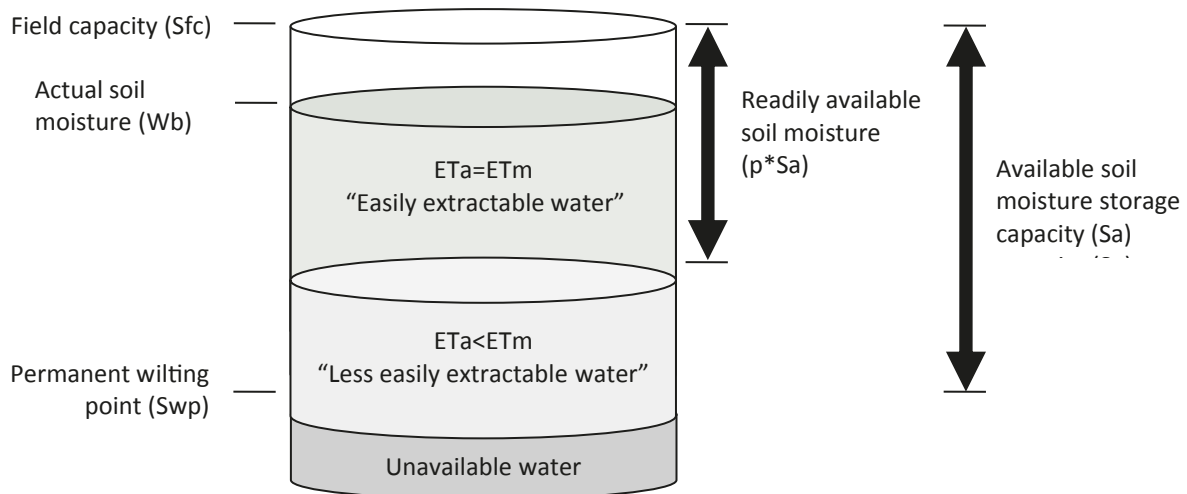 Field capacity (Sfc)
Actual soil
moisture (Wb)
Permanent wilting
point (Swp)
ETa=ETm
“Easily extractable water”
ETa<ETm
“Less easily extractable water”
Unavailable water
Readily available
soil moisture
(p*Sa)
Available soil
moisture storage
capacity (Sa)